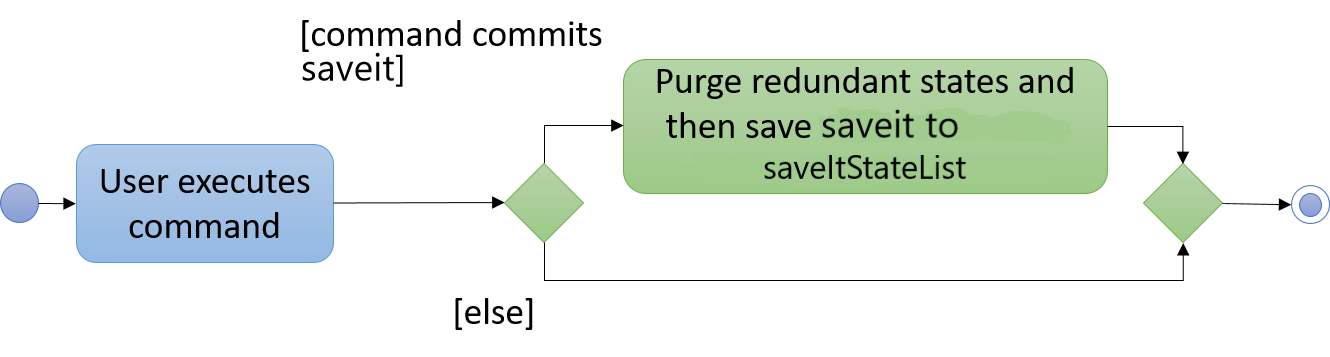 [command commits
saveit]
Purge redundant states and
then save saveit to
saveItStateList
User executes
command
[else]